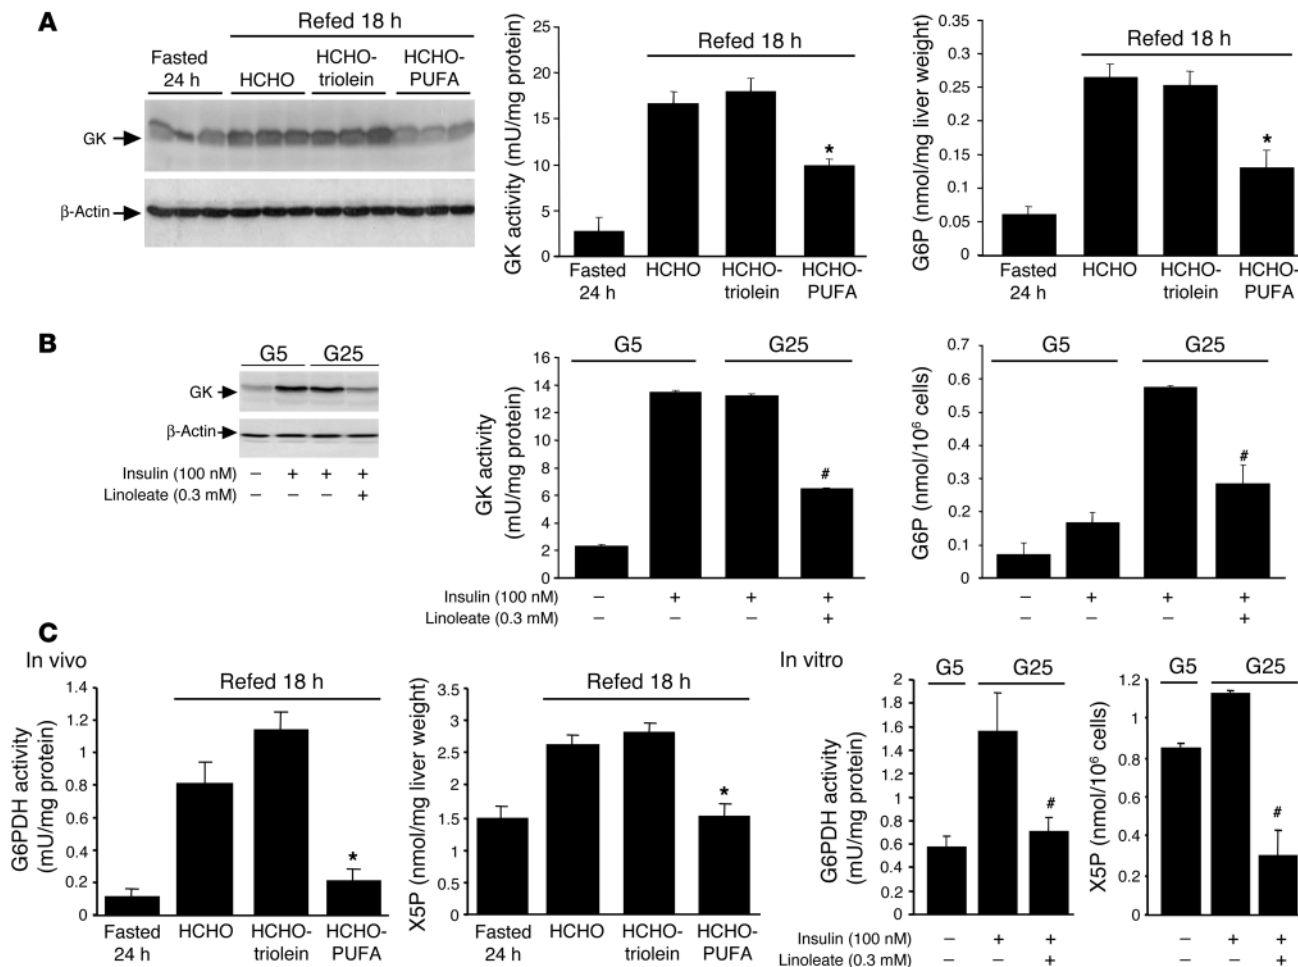 A
Refed 18 h
Fasted
24 h
HCHO
HCHO-
triolein
HCHO-
PUFA
GK
β-Actin
GK activity (mU/mg protein)
25
20
15
10
5
0
Refed 18 h
*
Fasted
24 h
HCHO
HCHO-
triolein
HCHO-
PUFA
G6P (nmol/mg liver weight)
0.35
0.3
0.25
0.2
0.15
0.1
0.05
0
Refed 18 h
*
Fasted
24 h
HCHO
HCHO-
triolein
HCHO-
PUFA
B
G5 G25
GK
β-Actin
Insulin (100 nM) – + + +
Linoleate (0.3 mM) – – – +
GK activity
(mU/mg protein)
16
14
12
10
8
6
4
2
0
G5 G25
#
Insulin (100 nM) – + + +
Linoleate (0.3 mM) – – – +
G6P (nmol/10⁶ cells)
0.7
0.6
0.5
0.4
0.3
0.2
0.1
0
G5 G25
#
– + + +
– – – +
C
In vivo
G6PDH activity
(mU/mg protein)
1.4
1.2
1
0.8
0.6
0.4
0.2
0
Refed 18 h
*
Fasted
24 h
HCHO
HCHO-
triolein
HCHO-
PUFA
X5P (nmol/mg liver weight)
3.5
3
2.5
2
1.5
1
0.5
0
Refed 18 h
*
Fasted
24 h
HCHO
HCHO-
triolein
HCHO-
PUFA
In vitro
G6PDH activity
(mU/mg protein)
2
1.8
1.6
1.4
1.2
1
0.8
0.6
0.4
0.2
0
G5 G25
#
Insulin (100 nM) – + +
Linoleate (0.3 mM) – – +
X5P (nmol/10⁶ cells)
1.2
1
0.8
0.6
0.4
0.2
0
G5 G25
#
– + +
– – +